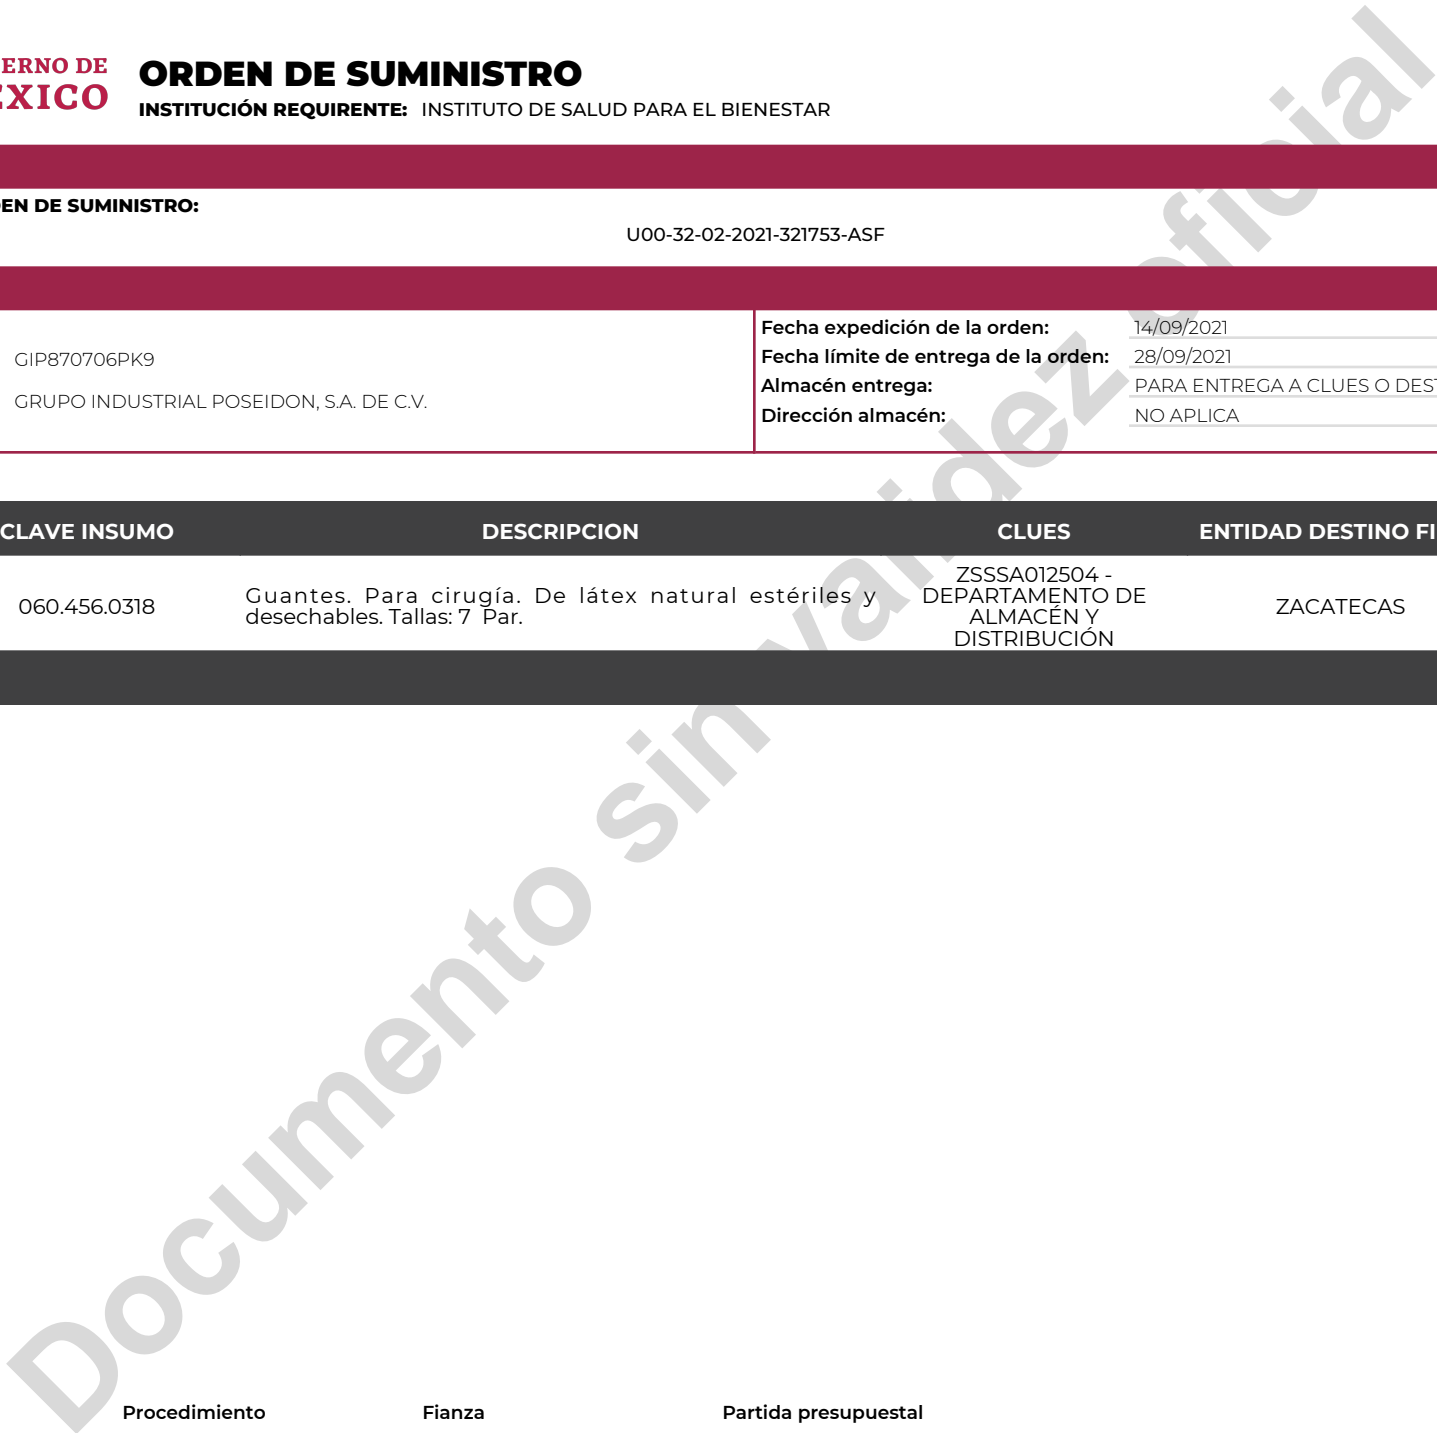 ERNO DE
EXICO
ORDEN DE SUMINISTRO
INSTITUCIÓN REQUIRENTE: INSTITUTO DE SALUD PARA EL BIENESTAR
EN DE SUMINISTRO:
U00-32-02-2021-321753-ASF
GIP870706PK9
GRUPO INDUSTRIAL POSEIDON, S.A. DE C.V.
Fecha expedición de la orden: 14/09/2021
Fecha límite de entrega de la orden: 28/09/2021
Almacén entrega: PARA ENTREGA A CLUES O DEST
Dirección almacén: NO APLICA
CLAVE INSUMO DESCRIPCION CLUES ENTIDAD DESTINO FI
060.456.0318
Guantes. Para cirugía. De látex natural estériles y
desechables. Tallas: 7 Par.
ZSSSA012504 -
DEPARTAMENTO DE
ALMACÉN Y
DISTRIBUCIÓN
ZACATECAS
Documento sin validez oficial
Procedimiento Fianza Partida presupuestal